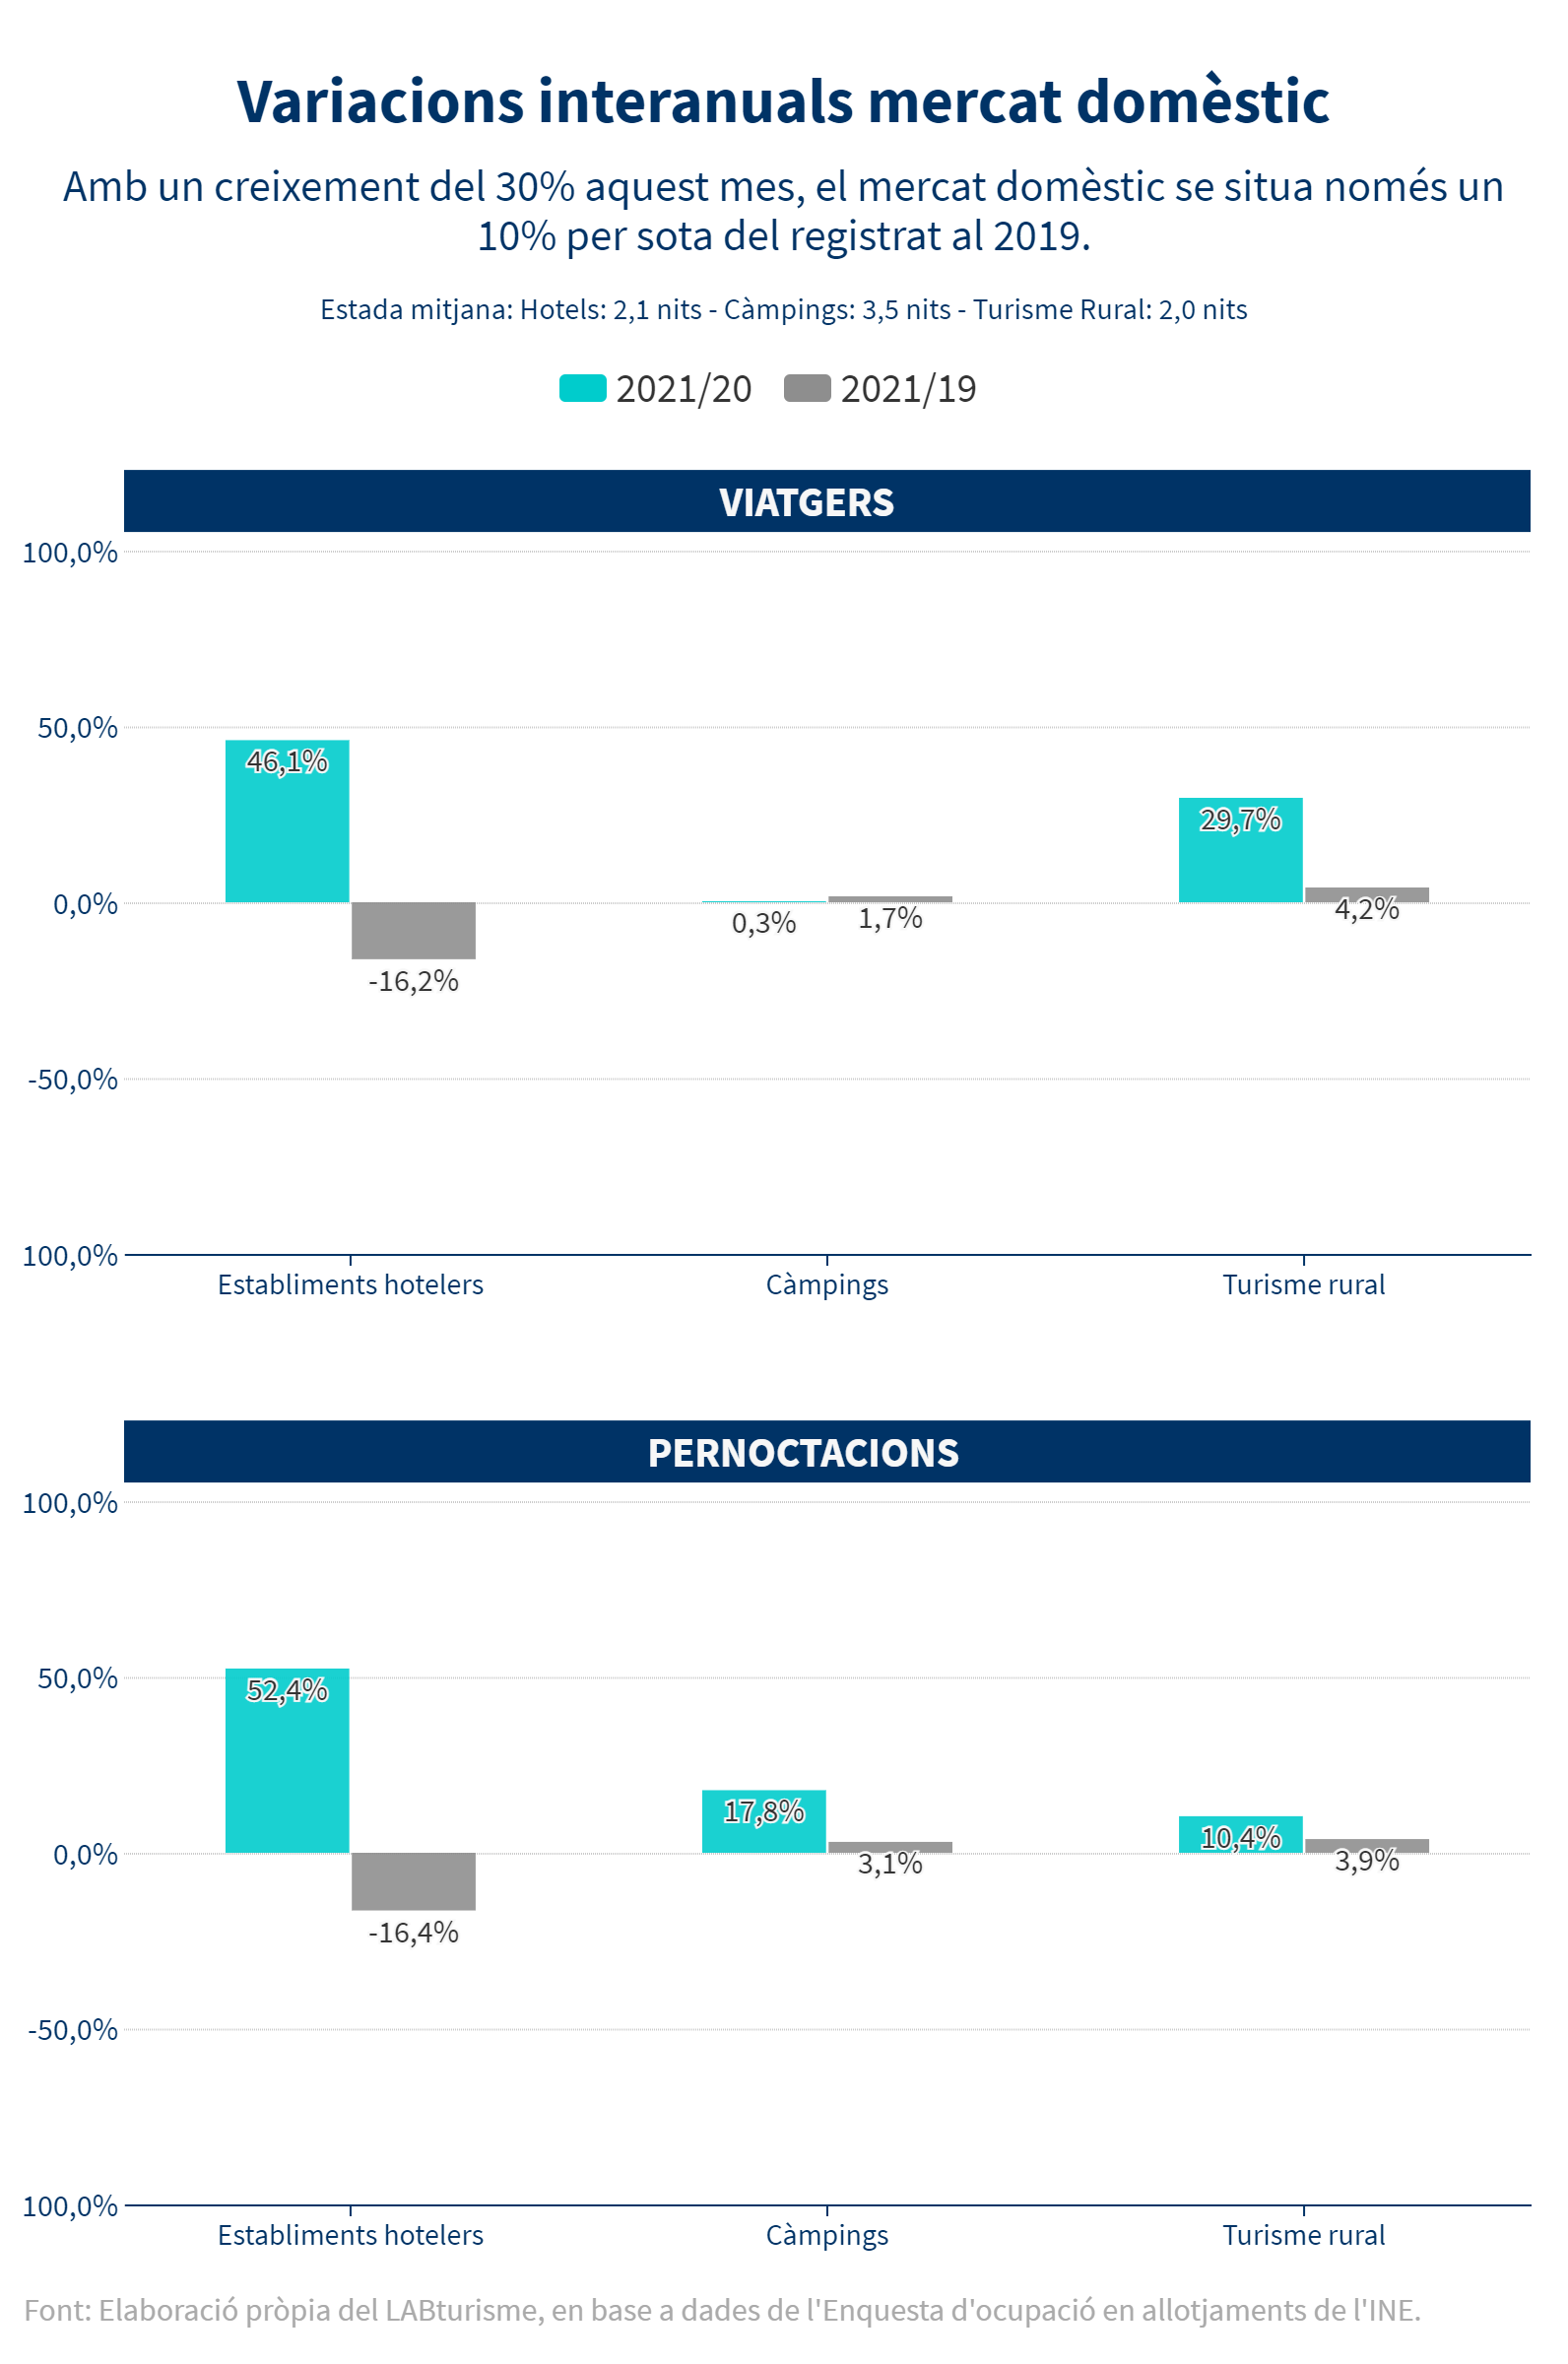 Variacions interanuals mercat domèstic
Amb un creixement del 30% aquest mes, el mercat domèstic se situa només un
10% per sota del registrat al 2019.
Estada mitjana: Hotels: 2,1 nits - Càmpings: 3,5 nits - Turisme Rural: 2,0 nits
2021/20 2021/19
VIATGERS
100,0%
50,0%
46,1%
29,7%
0,0%
0,3%
1,7%
4,2%
-16,2%
-50,0%
100,0%
Establiments hotelers Càmpings Turisme rural
PERNOCTACIONS
100,0%
50,0%
52,4%
17,8%
10,4%
0,0%
3,1%
3,9%
-16,4%
-50,0%
100,0%
Establiments hotelers Càmpings Turisme rural
Font: Elaboració pròpia del LABturisme, en base a dades de l'Enquesta d'ocupació en allotjaments de l'INE.